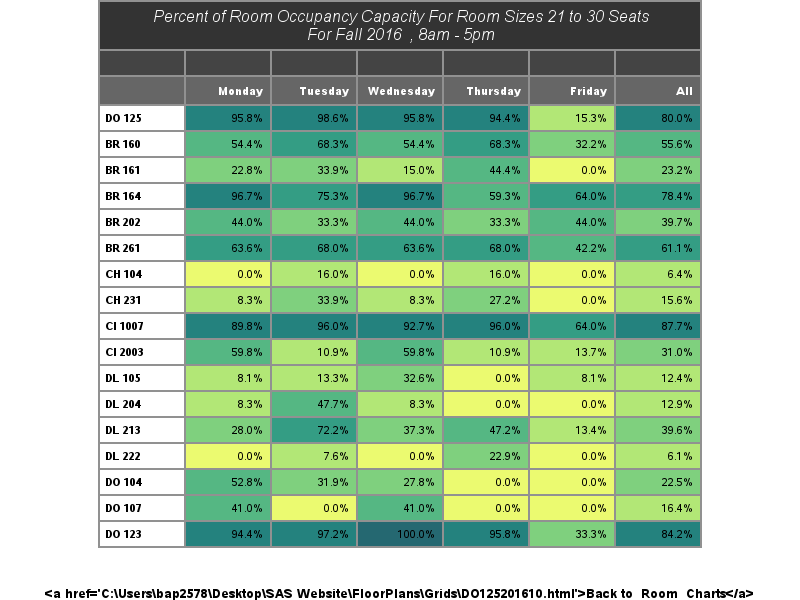 Percent of Room Occupancy Capacity For Room Sizes 21 to 30 Seats
For Fall 2016 , 8am - 5pm
Monday Tuesday Wednesday Thursday Friday All
DO 125 95.8% 98.6% 95.8% 94.4% 15.3% 80.0%
BR 160 54.4% 68.3% 54.4% 68.3% 32.2% 55.6%
BR 161 22.8% 33.9% 15.0% 44.4% 0.0% 23.2%
BR 164 96.7% 75.3% 96.7% 59.3% 64.0% 78.4%
BR 202 44.0% 33.3% 44.0% 33.3% 44.0% 39.7%
BR 261 63.6% 68.0% 63.6% 68.0% 42.2% 61.1%
CH 104 0.0% 16.0% 0.0% 16.0% 0.0% 6.4%
CH 231 8.3% 33.9% 8.3% 27.2% 0.0% 15.6%
CI 1007 89.8% 96.0% 92.7% 96.0% 64.0% 87.7%
CI 2003 59.8% 10.9% 59.8% 10.9% 13.7% 31.0%
DL 105 8.1% 13.3% 32.6% 0.0% 8.1% 12.4%
DL 204 8.3% 47.7% 8.3% 0.0% 0.0% 12.9%
DL 213 28.0% 72.2% 37.3% 47.2% 13.4% 39.6%
DL 222 0.0% 7.6% 0.0% 22.9% 0.0% 6.1%
DO 104 52.8% 31.9% 27.8% 0.0% 0.0% 22.5%
DO 107 41.0% 0.0% 41.0% 0.0% 0.0% 16.4%
DO 123 94.4% 97.2% 100.0% 95.8% 33.3% 84.2%
<a href='C:\Users\bap2578\Desktop\SAS Website\FloorPlans\Grids\DO125201610.html'>Back to Room Charts</a>